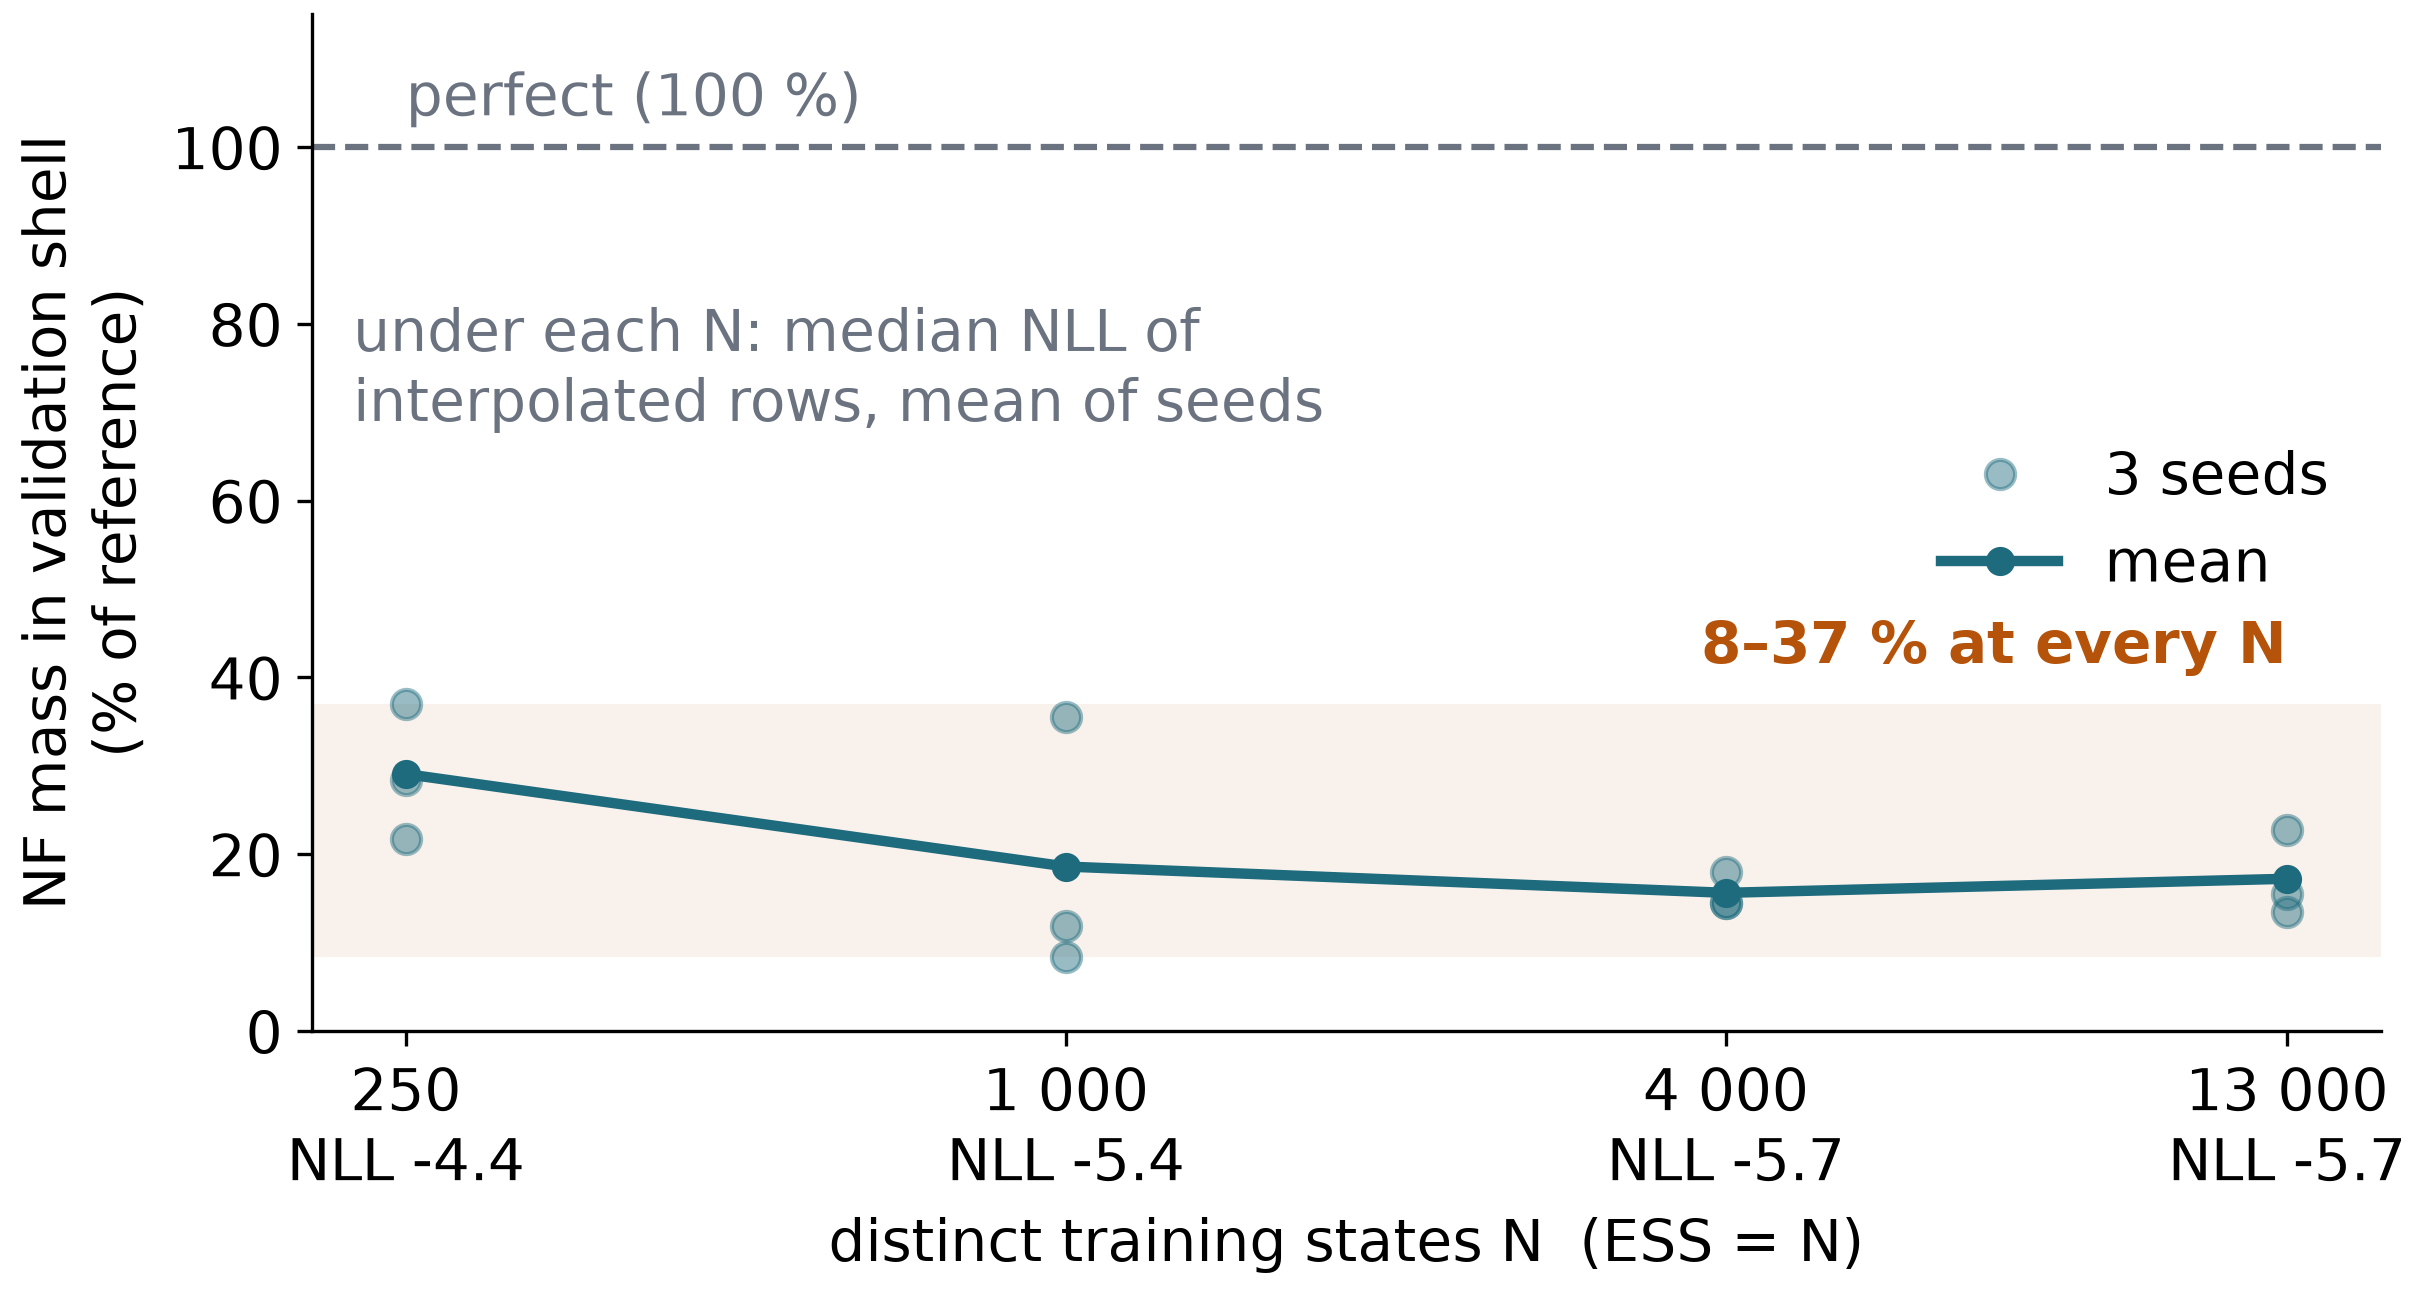 NF mass in validation shell
(% of reference)
100
80
60
40
20
0
perfect (100 %)
under each N: median NLL of
interpolated rows, mean of seeds
3 seeds
mean
8–37 % at every N
250
NLL -4.4
1 000
NLL -5.4
4 000
NLL -5.7
13 000
NLL -5.7
distinct training states N (ESS = N)